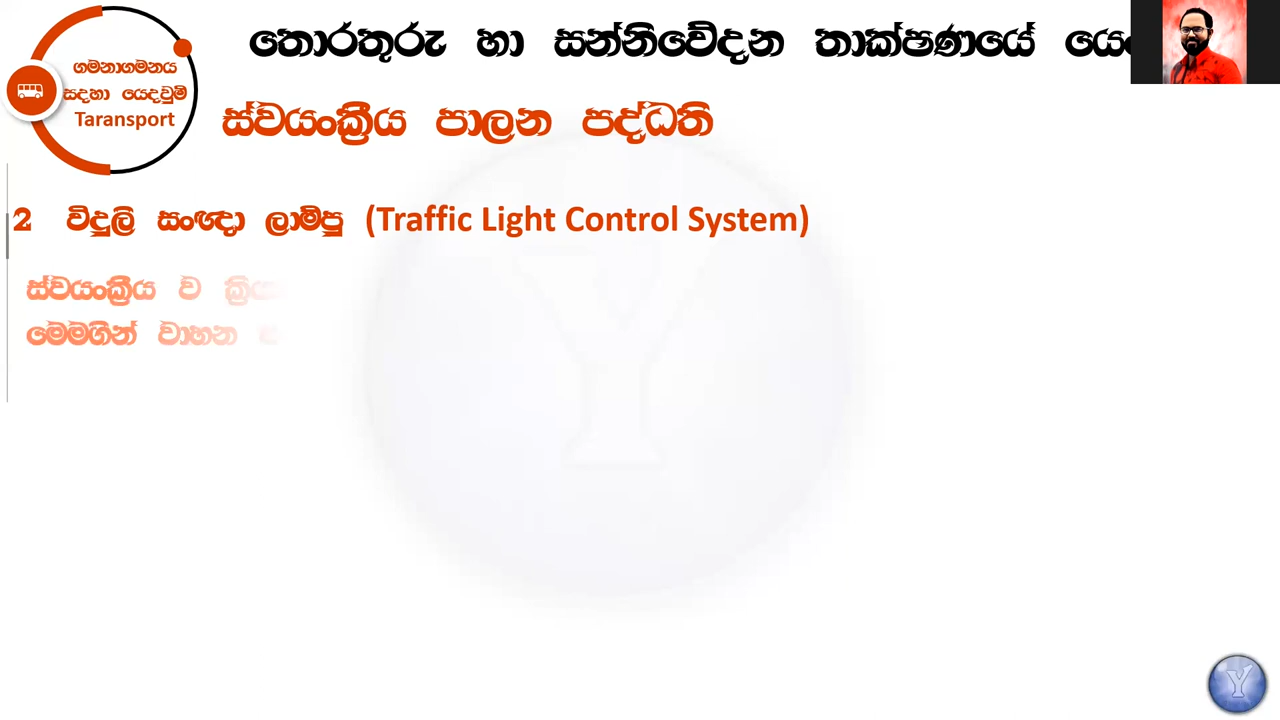 තොරතුරු හා සන්නිවේදන තාක්ෂණයේ
ගමනාගමනය
සදහා යෙදවුම්
Taransport
ස්වයංක්‍රීය පාලන පද්ධති
2 විදුලි සංඥා ලාම්පු (Traffic Light Control System)
ස්වයංක්‍රීය ව
මෙමගින් වාහන
Y